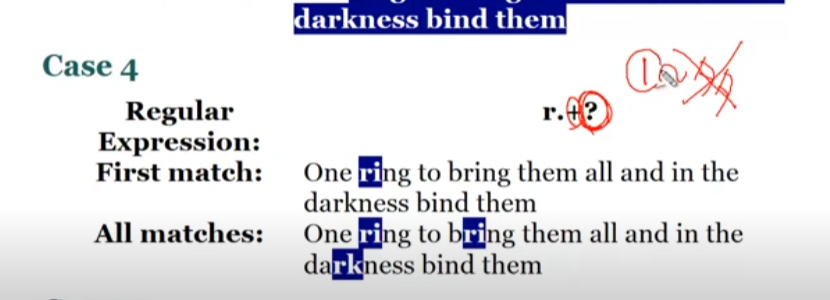 darkness bind them
Case 4
Regular Expression: r.+?
First match: One ring to bring them all and in the
darkness bind them
All matches: One ring to bring them all and in the
darkness bind them